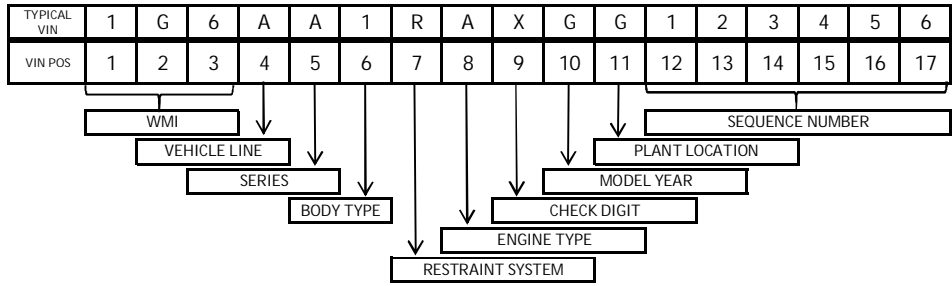 TYPICAL VIN 1 G 6 A A 1 R A X G G 1 2 3 4 5 6
VIN POS 1 2 3 4 5 6 7 8 9 10 11 12 13 14 15 16 17
WMI SEQUENCE NUMBER
VEHICLE LINE PLANT LOCATION
SERIES MODEL YEAR
BODY TYPE CHECK DIGIT
ENGINE TYPE
RESTRAINT SYSTEM